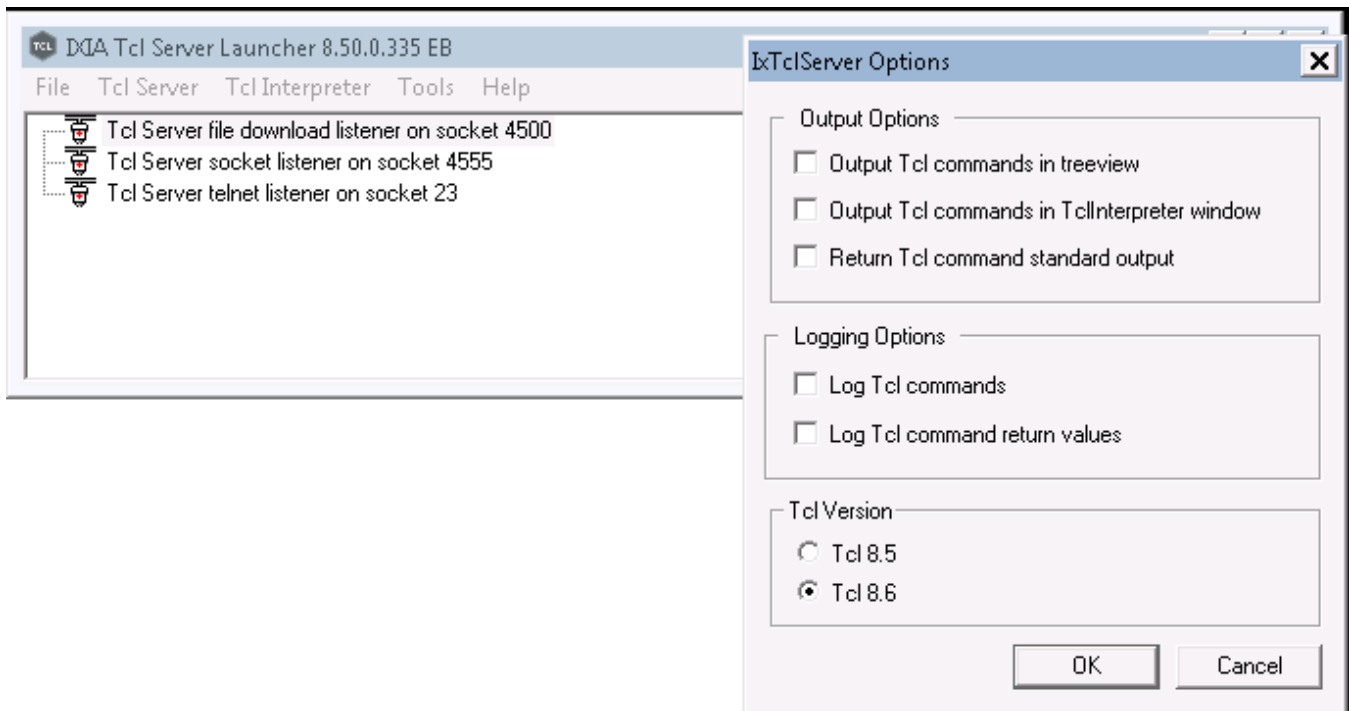 TCL IXIA Tcl Server Launcher 8.50.0.335 EB
File Tcl Server Tcl Interpreter Tools Help
Tcl Server file download listener on socket 4500
Tcl Server socket listener on socket 4555
Tcl Server telnet listener on socket 23
IxTclServer Options
Output Options
Output Tcl commands in treeview
Output Tcl commands in TclInterpreter window
Return Tcl command standard output
Logging Options
Log Tcl commands
Log Tcl command return values
Tcl Version
Tcl 8.5
Tcl 8.6
OK Cancel